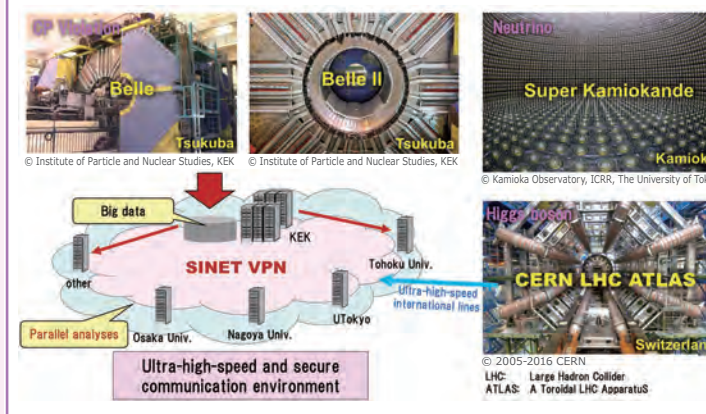 CP Violation
Belle
Tsukuba
© Institute of Particle and Nuclear Studies, KEK
Belle II
Tsukuba
© Institute of Particle and Nuclear Studies, KEK
Neutrino
Super Kamiokande
Kamiok
© Kamioka Observatory, ICRR, The University of Tok
Big data
KEK
SINET VPN
other
Tohoku Univ.
Parallel analyses
Osaka Univ.
Nagoya Univ.
UTokyo
Ultra-high-speed
international lines
Ultra-high-speed and secure
communication environment
Higgs boson
CERN LHC ATLAS
Switzerlan
© 2005-2016 CERN
LHC: Large Hadron Collider
ATLAS: A Toroidal LHC ApparatuS